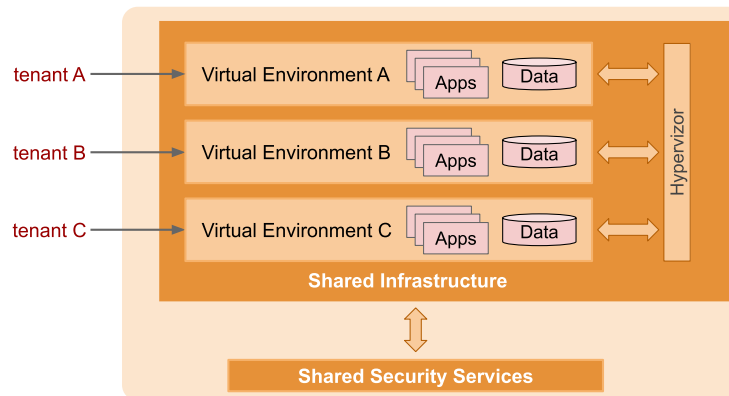 tenant A
Virtual Environment A
Apps
Data
tenant B
Virtual Environment B
Apps
Data
tenant C
Virtual Environment C
Apps
Data
Hypervizor
Shared Infrastructure
Shared Security Services